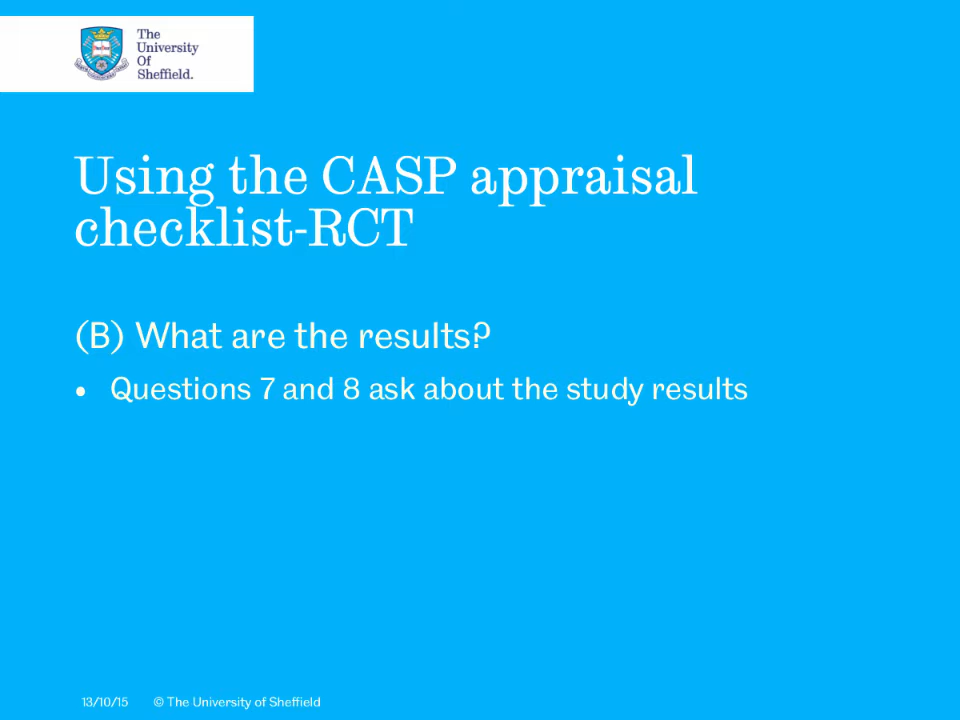 The
University
Of
Sheffield.
Using the CASP appraisal
checklist-RCT
(B) What are the results?
• Questions 7 and 8 ask about the study results
13/10/15 © The University of Sheffield